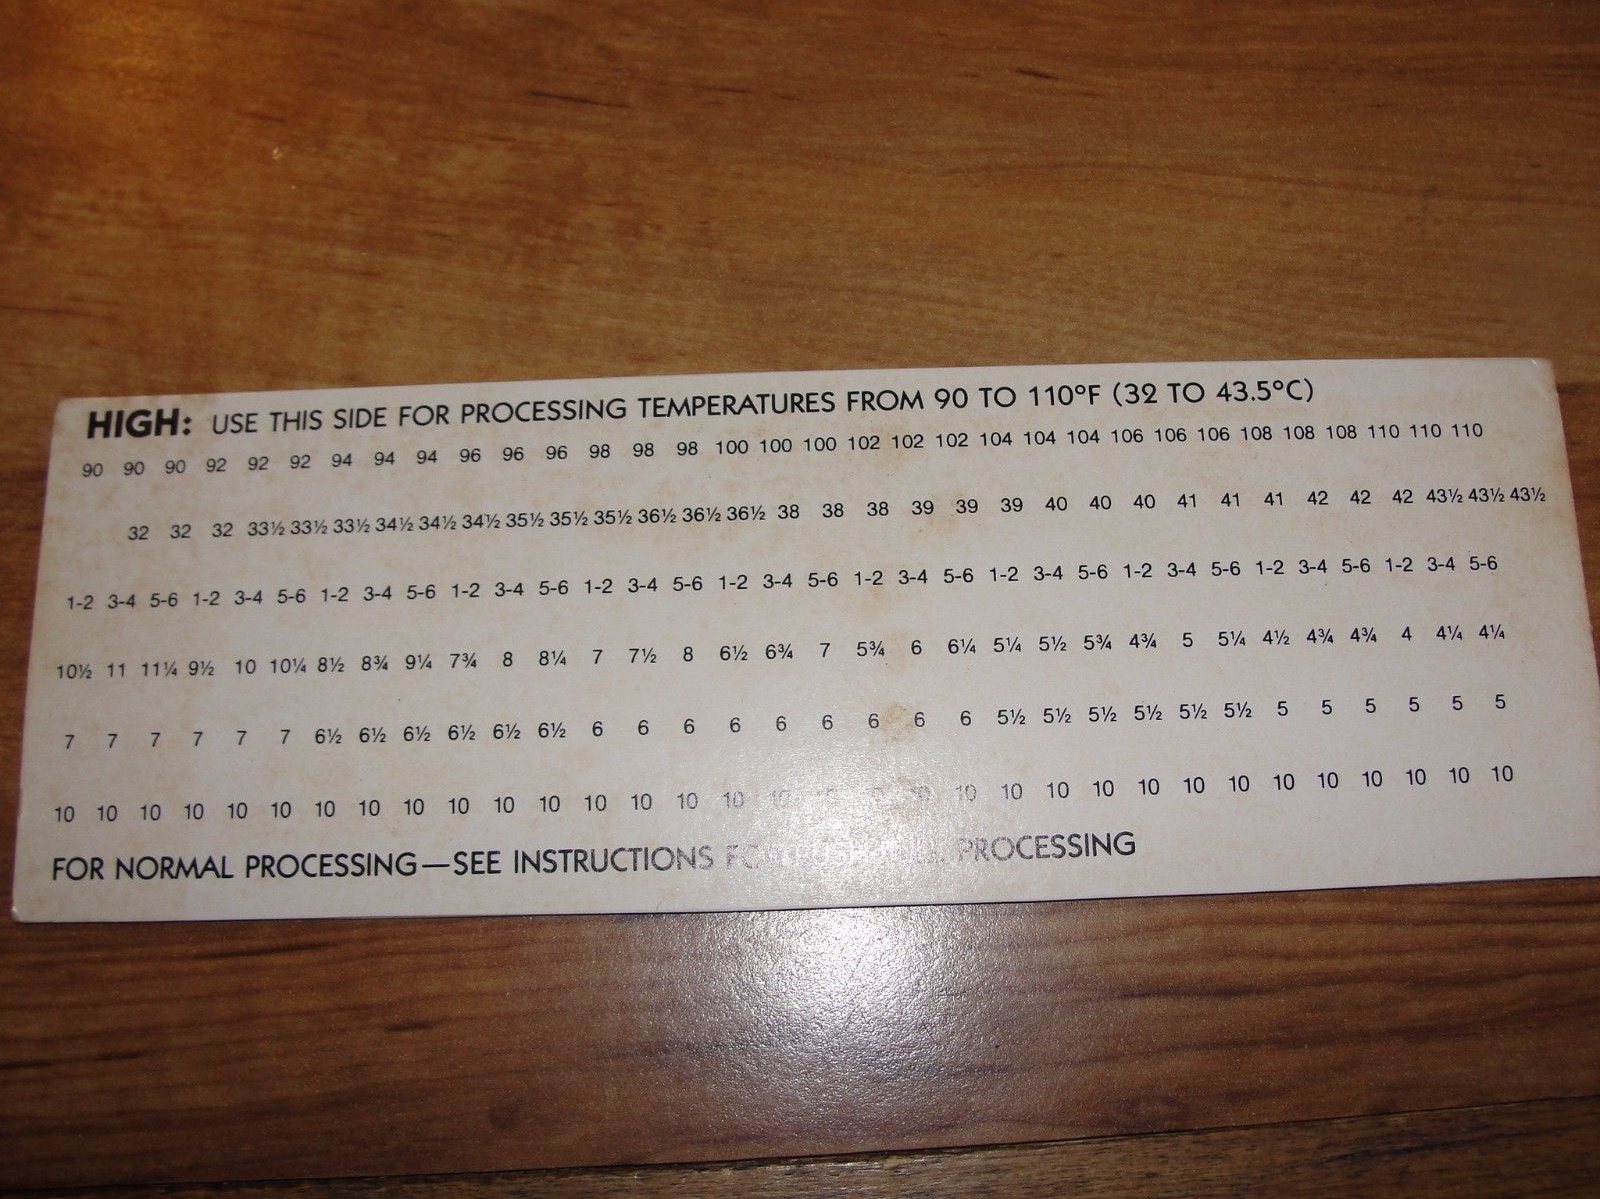 HIGH: USE THIS SIDE FOR PROCESSING TEMPERATURES FROM 90 TO 110°F (32 TO 43.5°C)
90 90 90 92 92 92 94 94 94 96 96 96 98 98 98 100 100 100 102 102 102 104 104 104 106 106 106 108 108 108 110 110 110
32 32 32 33½ 33½ 33½ 34½ 34½ 34½ 35½ 35½ 35½ 36½ 36½ 36½ 38 38 38 39 39 39 40 40 40 41 41 41 42 42 42 43½ 43½ 43½
1-2 3-4 5-6 1-2 3-4 5-6 1-2 3-4 5-6 1-2 3-4 5-6 1-2 3-4 5-6 1-2 3-4 5-6 1-2 3-4 5-6 1-2 3-4 5-6 1-2 3-4 5-6 1-2 3-4 5-6 1-2 3-4 5-6
10½ 11 11¼ 9½ 10 10¼ 8½ 8¾ 9¼ 7¾ 8 8¼ 7 7½ 8 6½ 6¾ 7 5¾ 6 6¼ 5¼ 5½ 5¾ 4¾ 5 5¼ 4½ 4¾ 4¾ 4 4¼ 4¼
7 7 7 7 7 7 6½ 6½ 6½ 6½ 6½ 6½ 6 6 6 6 6 6 6 6 6 5½ 5½ 5½ 5½ 5½ 5½ 5 5 5 5 5 5
10 10 10 10 10 10 10 10 10 10 10 10 10 10 10 10 10 10 10 10 10 10 10 10 10 10 10 10 10 10
FOR NORMAL PROCESSING—SEE INSTRUCTIONS PROCESSING